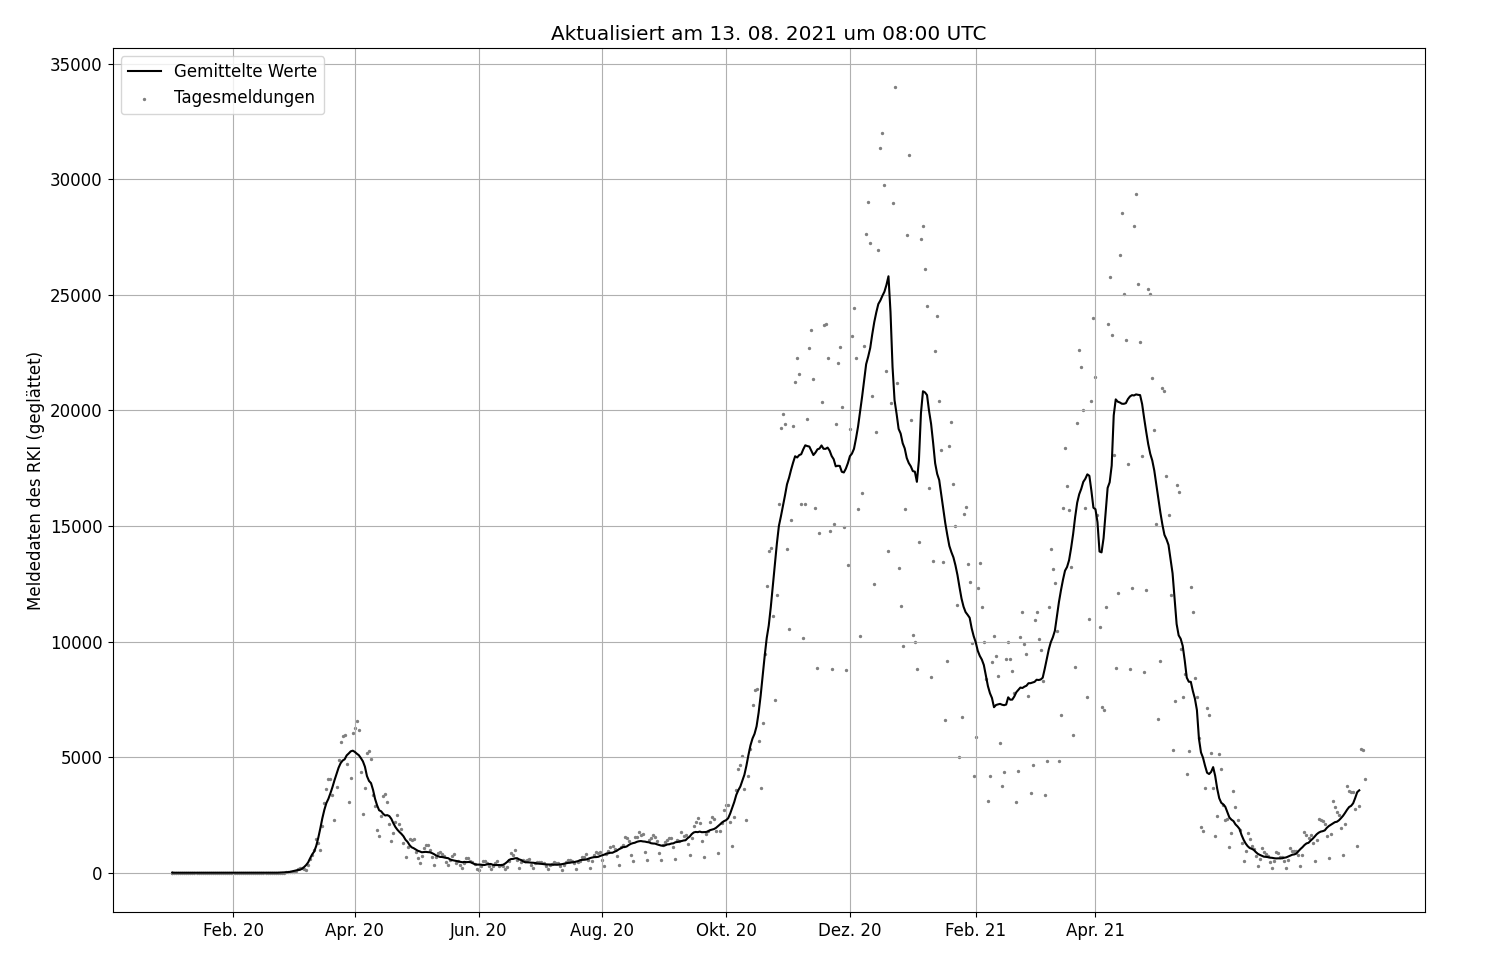 Aktualisiert am 13. 08. 2021 um 08:00 UTC
Gemittelte Werte
Tagesmeldungen
Meldedaten des RKI (geglättet)
35000
30000
25000
20000
15000
10000
5000
0
Feb. 20 Apr. 20 Jun. 20 Aug. 20 Okt. 20 Dez. 20 Feb. 21 Apr. 21